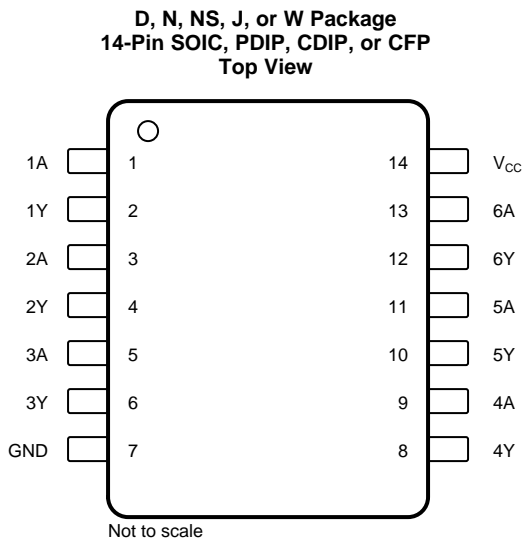 D, N, NS, J, or W Package
14-Pin SOIC, PDIP, CDIP, or CFP
Top View
1A 1 14 VCC
1Y 2 13 6A
2A 3 12 6Y
2Y 4 11 5A
3A 5 10 5Y
3Y 6 9 4A
GND 7 8 4Y
Not to scale